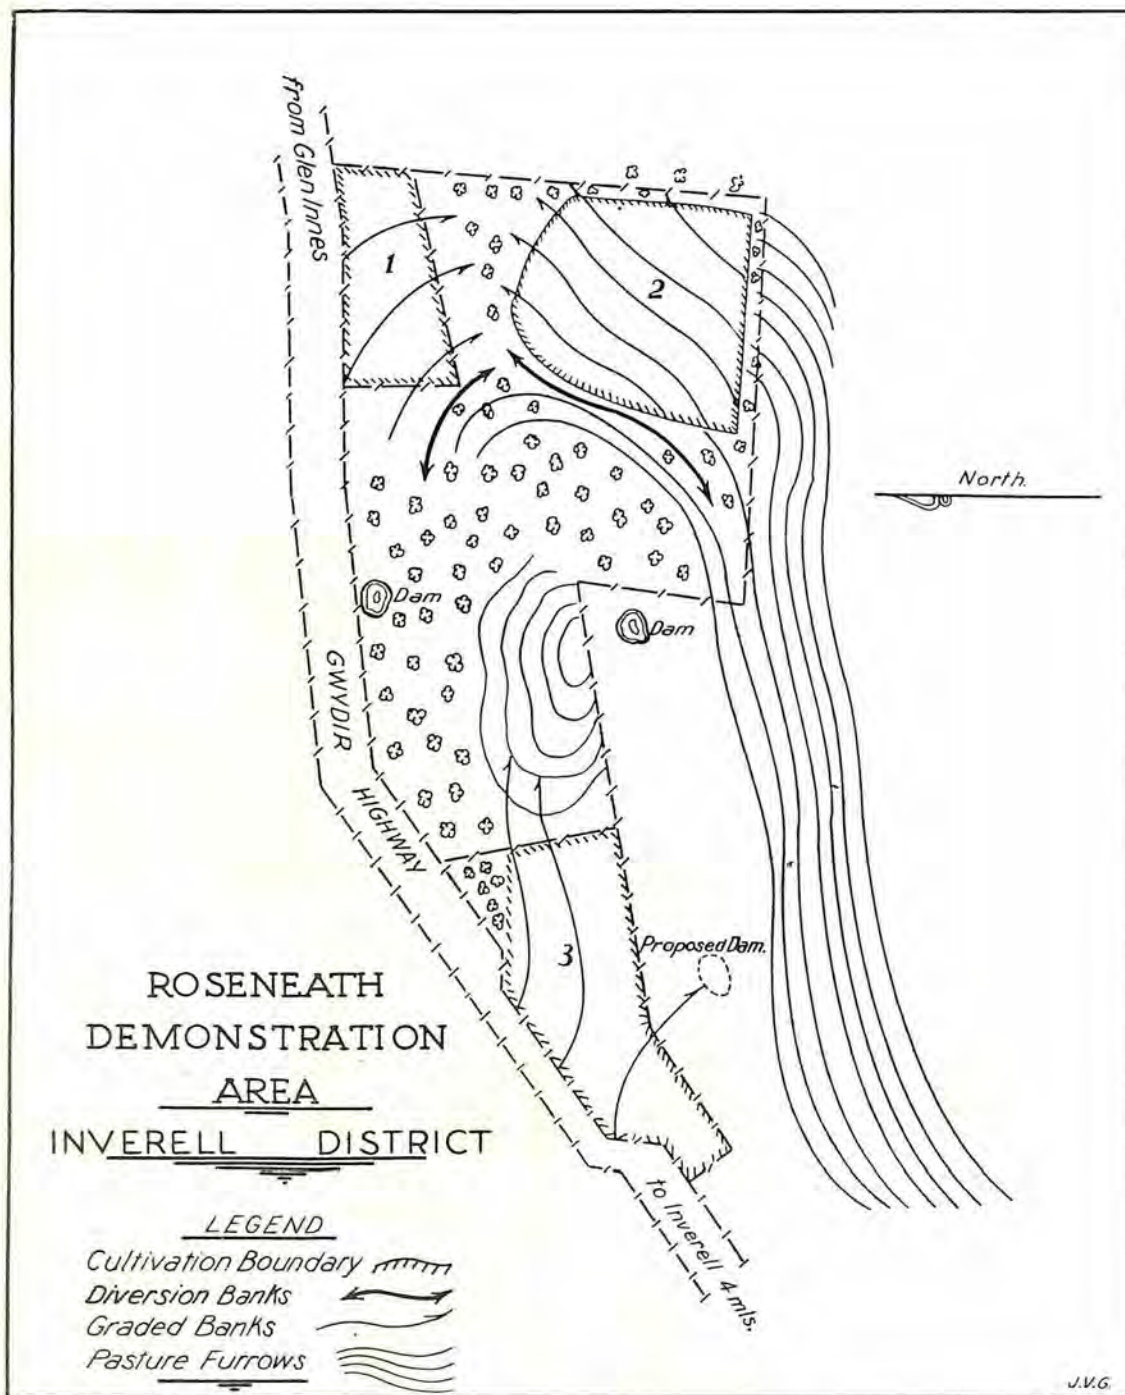 from Glen Innes
1
2
North.
Dam
Dam
GWYDIR
HIGHWAY
3
Proposed Dam.
ROSENEATH
DEMONSTRATION
AREA
INVERELL DISTRICT
to Inverell 4 mls.
LEGEND
Cultivation Boundary
Diversion Banks
Graded Banks
Pasture Furrows
J.V.G.